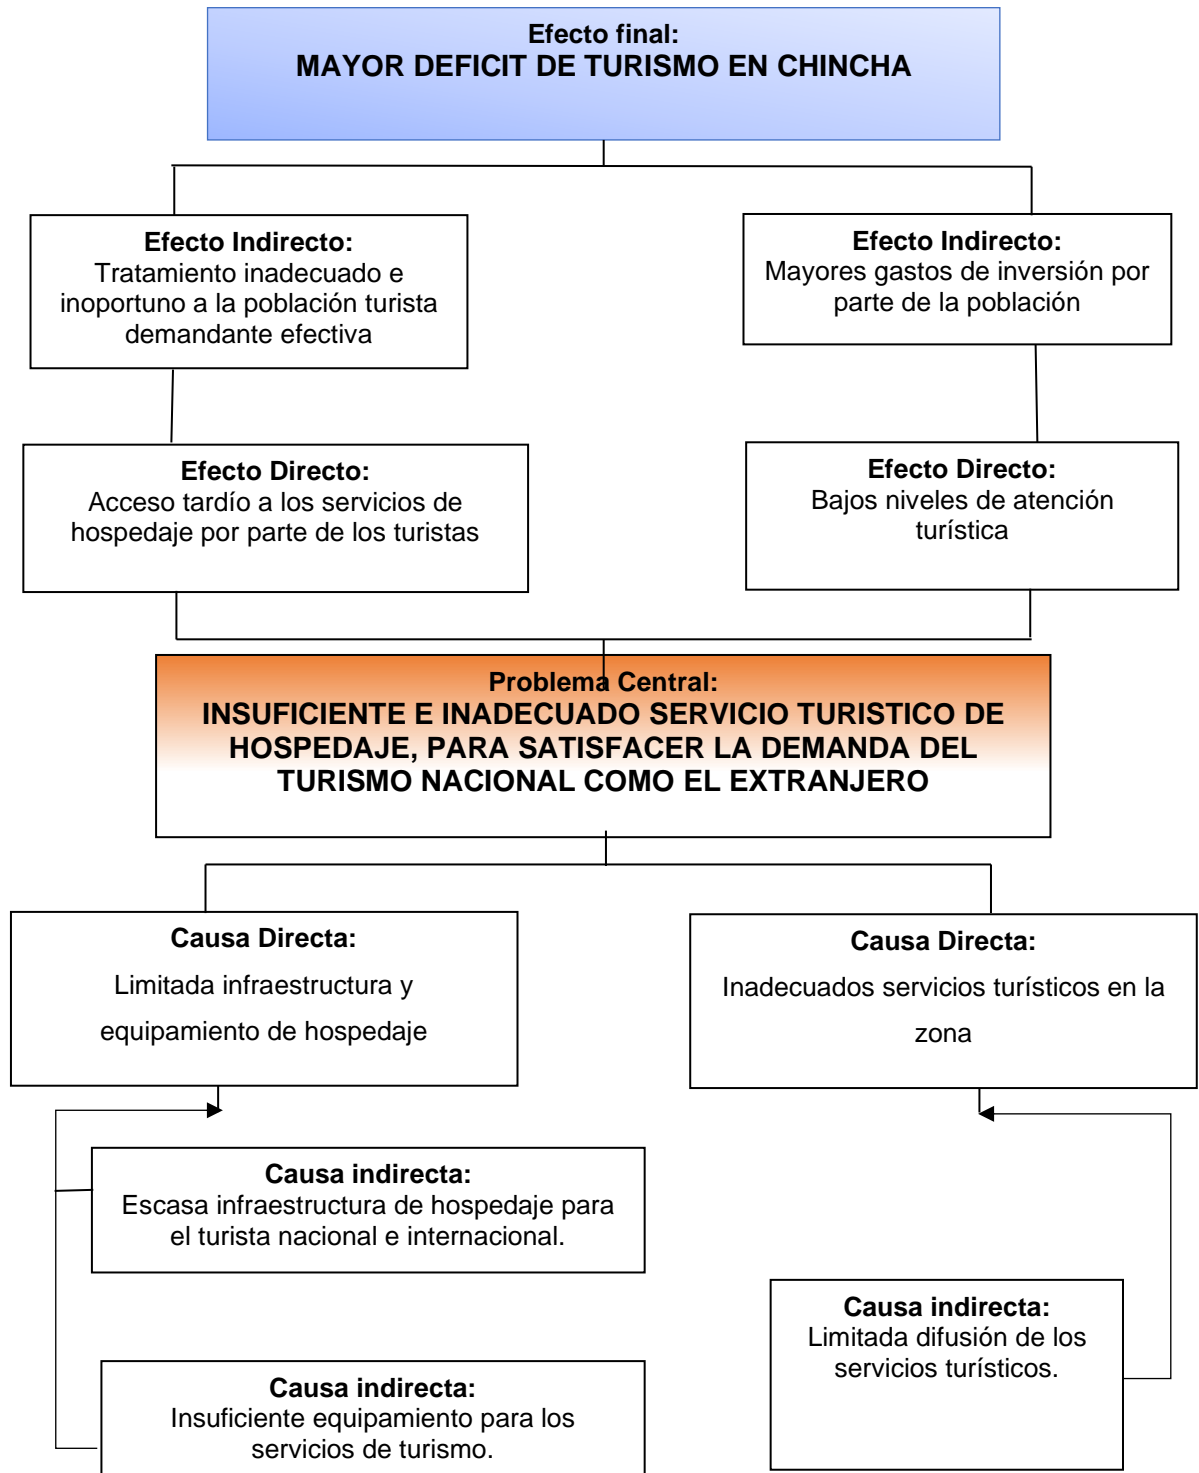 Efecto final:
MAYOR DEFICIT DE TURISMO EN CHINCHA
Efecto Indirecto:
Tratamiento inadecuado e
inoportuno a la población turista
demandante efectiva
Efecto Indirecto:
Mayores gastos de inversión por
parte de la población
Efecto Directo:
Acceso tardío a los servicios de
hospedaje por parte de los turistas
Efecto Directo:
Bajos niveles de atención
turística
Problema Central:
INSUFICIENTE E INADECUADO SERVICIO TURISTICO DE
HOSPEDAJE, PARA SATISFACER LA DEMANDA DEL
TURISMO NACIONAL COMO EL EXTRANJERO
Causa Directa:
Limitada infraestructura y
equipamiento de hospedaje
Causa Directa:
Inadecuados servicios turísticos en la
zona
Causa indirecta:
Escasa infraestructura de hospedaje para
el turista nacional e internacional.
Causa indirecta:
Limitada difusión de los
servicios turísticos.
Causa indirecta:
Insuficiente equipamiento para los
servicios de turismo.